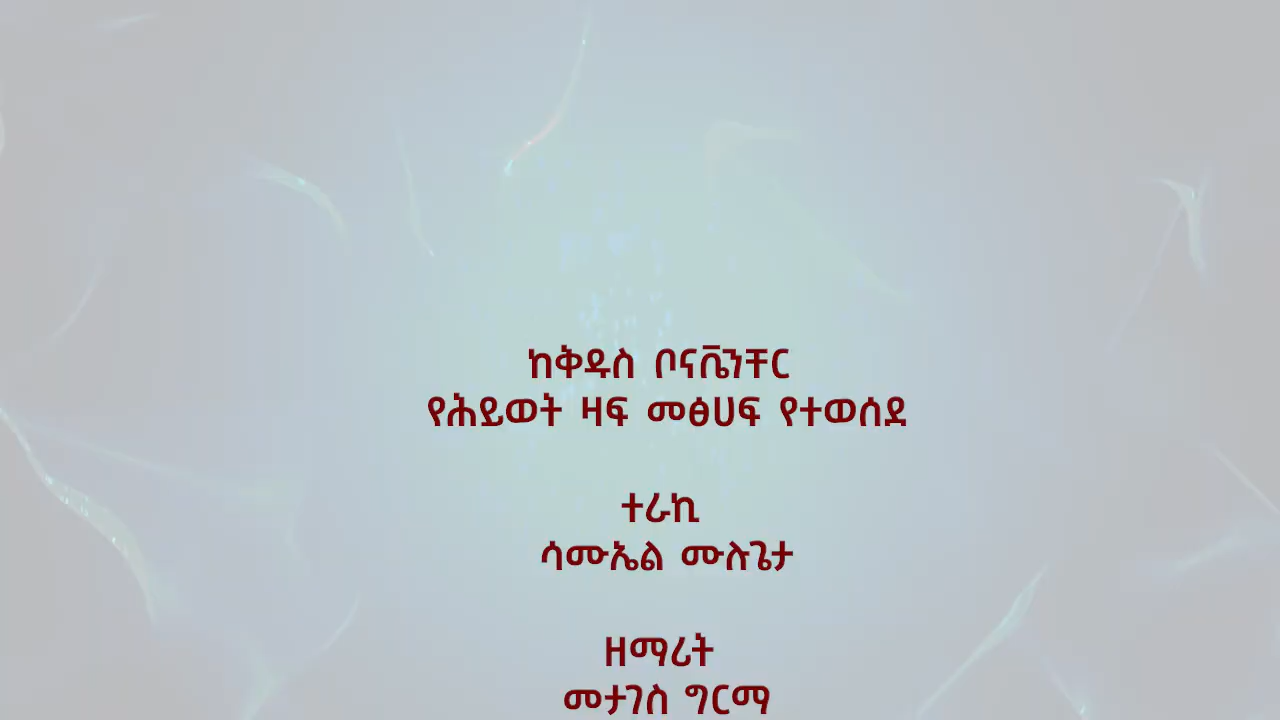 ከቅዱስ ቦናቬንቸር
የሕይወት ዛፍ መፅሀፍ የተወሰደ
ተራኪ
ሳሙኤል ሙሉጌታ
ዘማሪት
መታገስ ግርማ